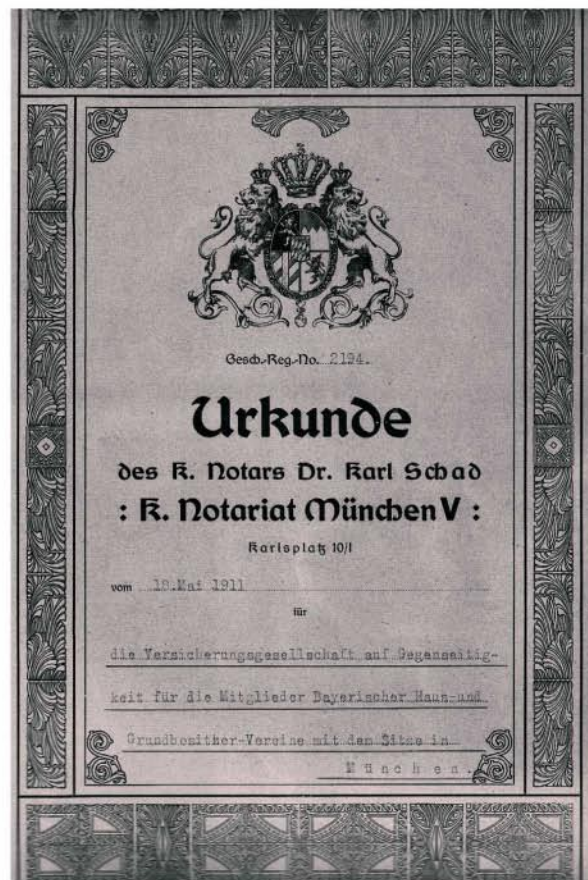 Gesch.-Reg.-No. 2194.
Urkunde
des K. Notars Dr. Karl Schad
: K. Notariat München V :
Karlsplatz 10/I
vom 18.Mai 1911
für
die Versicherungsgesellschaft auf Gegenseitig-
keit für die Mitglieder Bayerischer Haus-und
Grundbesitzer-Vereine mit dem Sitze in
München.